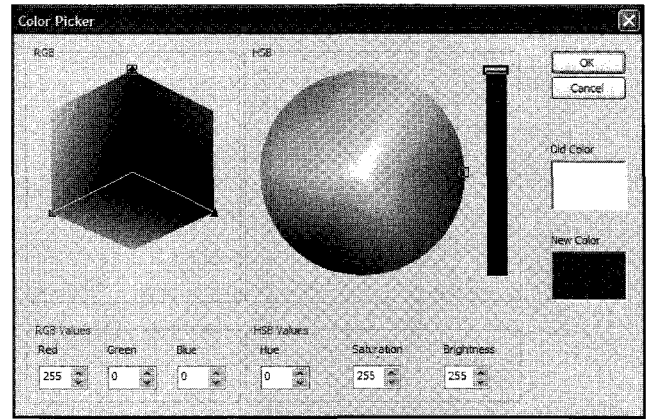 Color Picker
RGB
HSB
OK
Cancel
Old Color
New Color
RGB Values
HSB Values
Red
Green
Blue
Hue
Saturation
Brightness
255
0
0
0
255
255